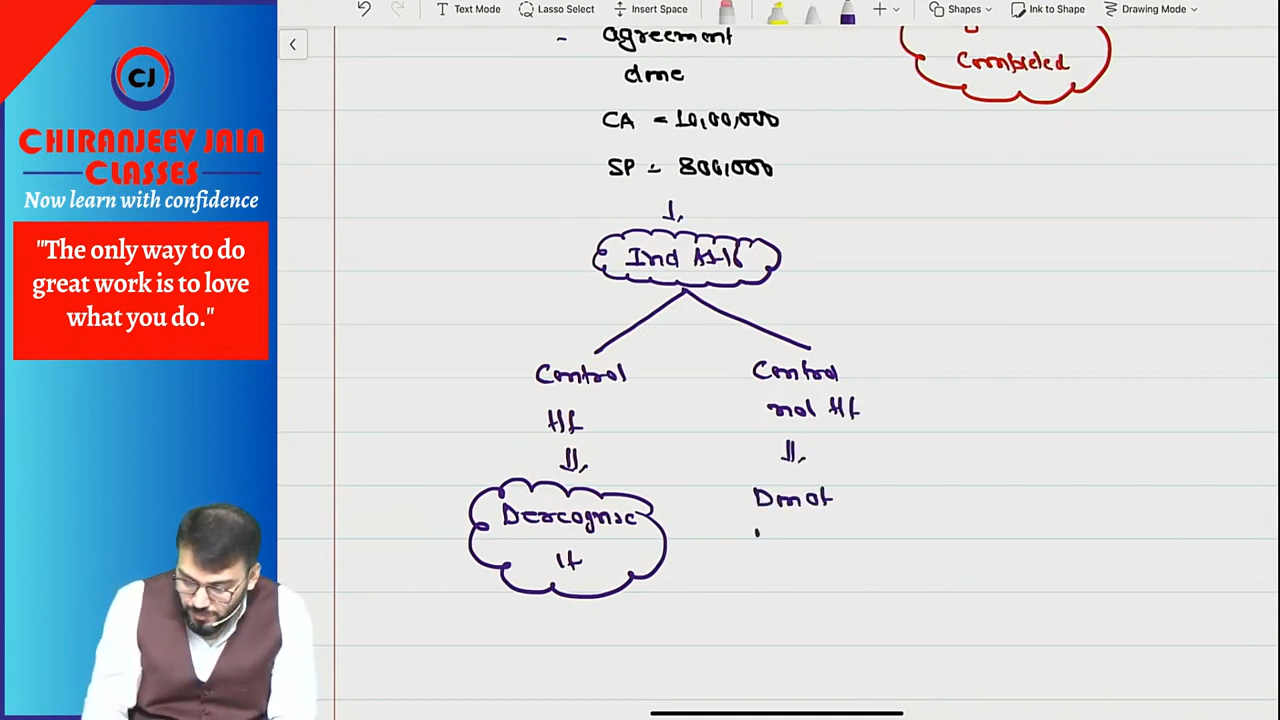 Text Mode
Lasso Select
Insert Space
Shapes
Ink to Shape
Drawing Mode
CJ
CHIRANJEEV JAIN
CLASSES
Now learn with confidence
"The only way to do
great work is to love
what you do."
- agreement
done
CA = 10,00,000
SP = 800,000
Ind AS-16
Control
Hf
Derecognise
It
Control
not Hf
Donot